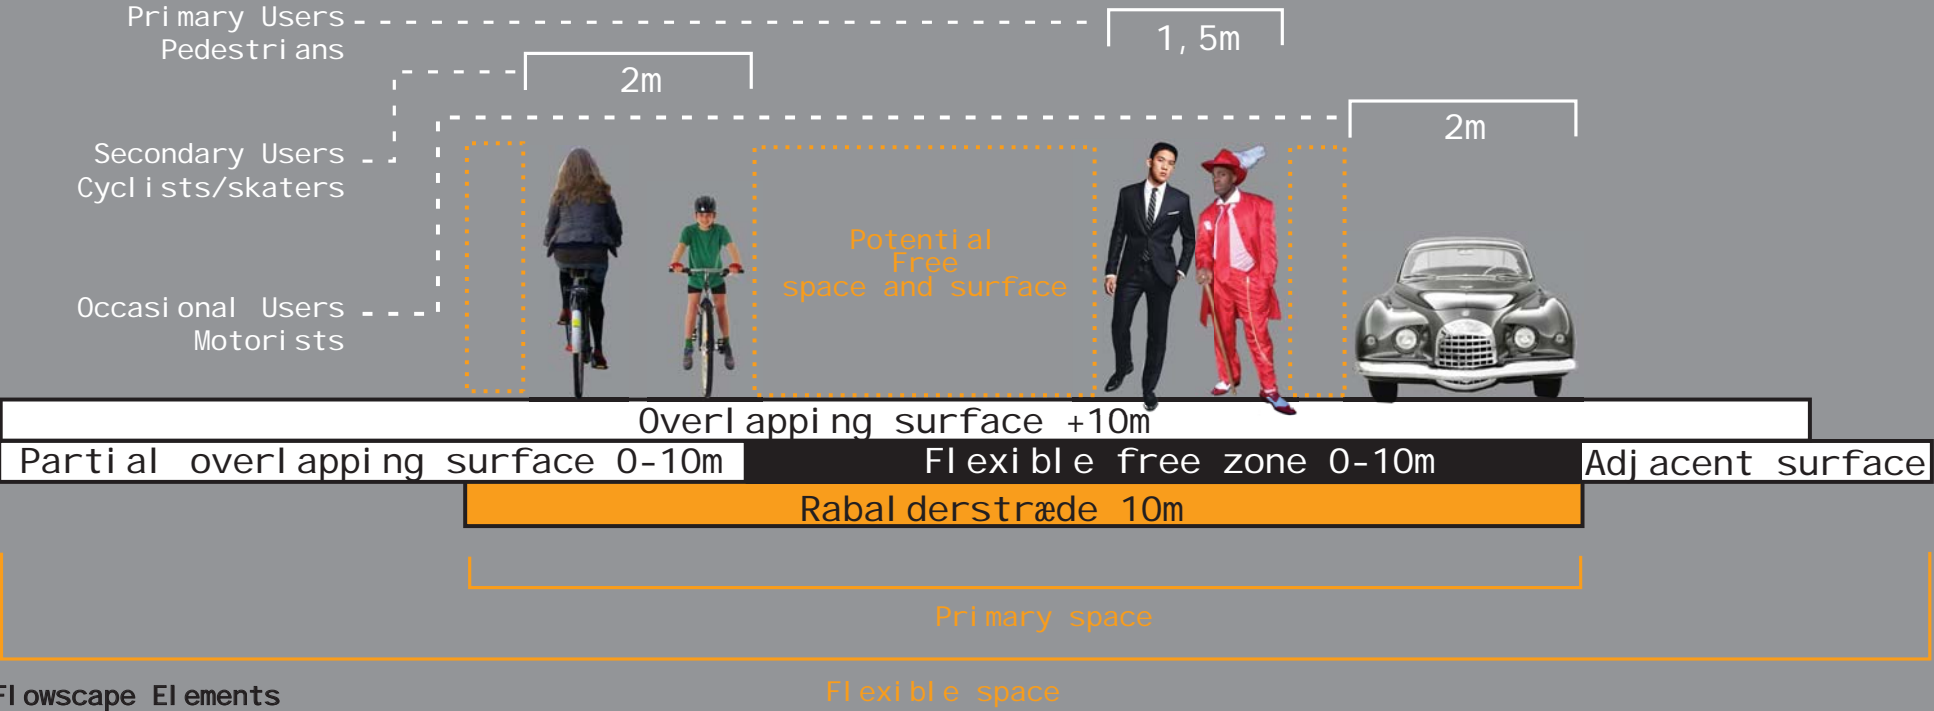 Primary Users
Pedestrians
1,5m
2m
2m
Secondary Users
Cyclists/skaters
Potential
Free
space and surface
Occasional Users
Motorists
Overlapping surface +10m
Partial overlapping surface 0-10m
Flexible free zone 0-10m
Adjacent surface
Rabalderstræde 10m
Primary space
Flexible space
Flowscape Elements